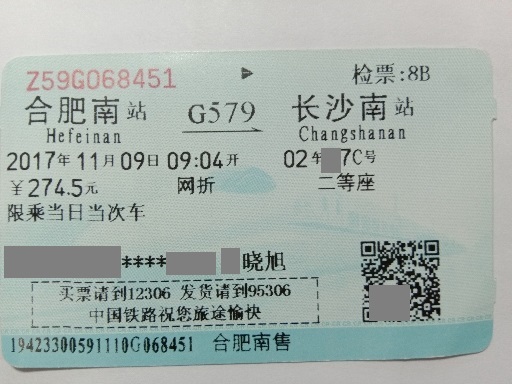 Z59G068451 检票:8B
合肥南站 G579 长沙南站
Hefeinan Changshanan
2017年11月09日09:04开 02车 7C号
￥274.5元 网折 二等座
限乘当日当次车
**** 晓旭
买票请到12306 发货请到95306
中国铁路祝您旅途愉快
19423300591110G068451 合肥南售